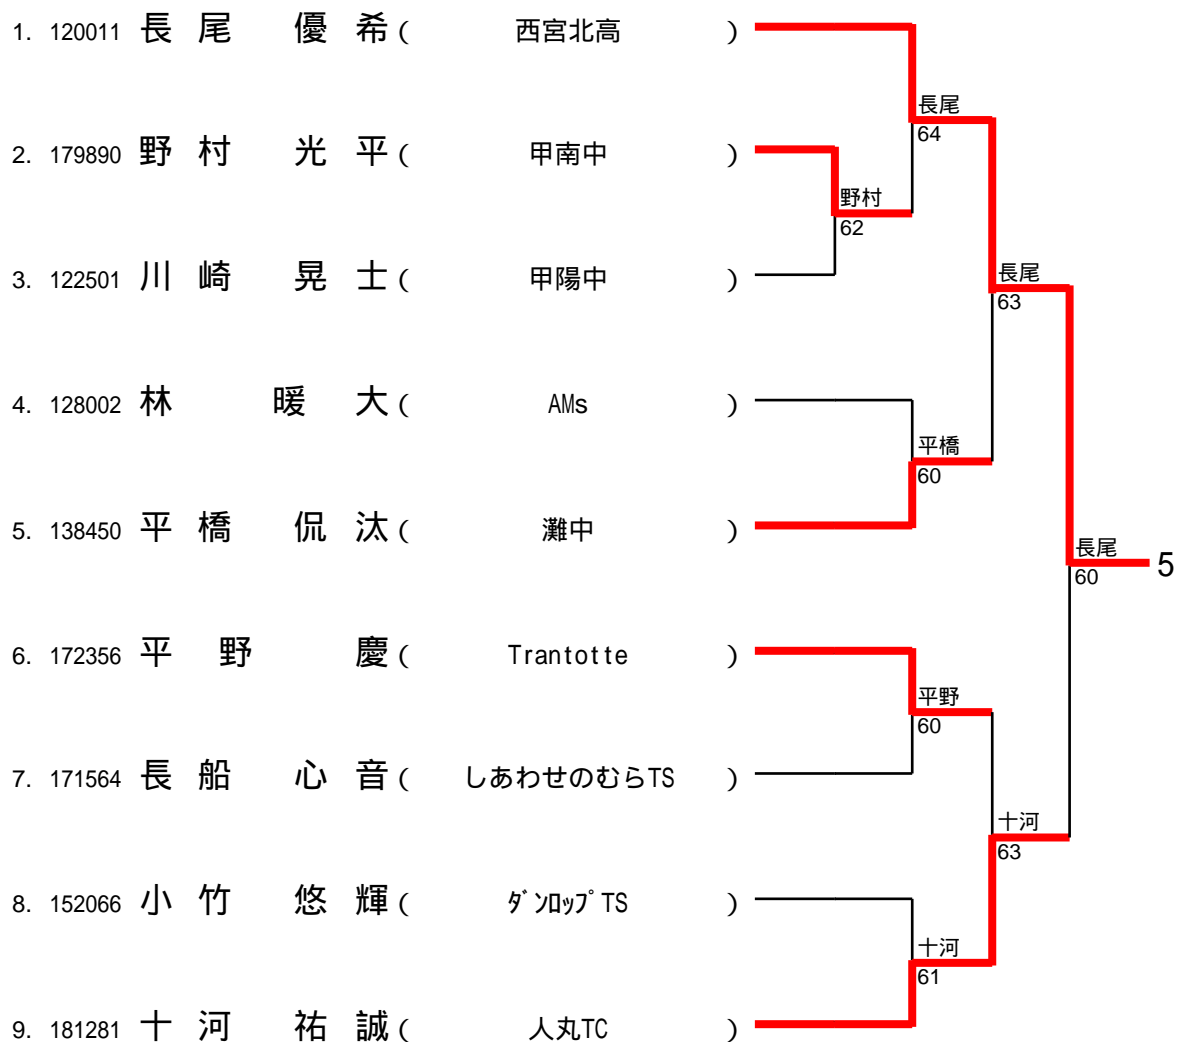 1. 120011 長 尾 優 希 ( 西宮北高 )
長尾
64
2. 179890 野 村 光 平 ( 甲南中 )
野村
62
3. 122501 川 崎 晃 士 ( 甲陽中 )
長尾
63
4. 128002 林 暖 大 ( AMs )
平橋
60
5. 138450 平 橋 侃 汰 ( 灘中 )
長尾
60
5
6. 172356 平 野 慶 ( Trantotte )
平野
60
7. 171564 長 船 心 音 ( しあわせのむらTS )
十河
63
8. 152066 小 竹 悠 輝 ( ダンロップTS )
十河
61
9. 181281 十 河 祐 誠 ( 人丸TC )